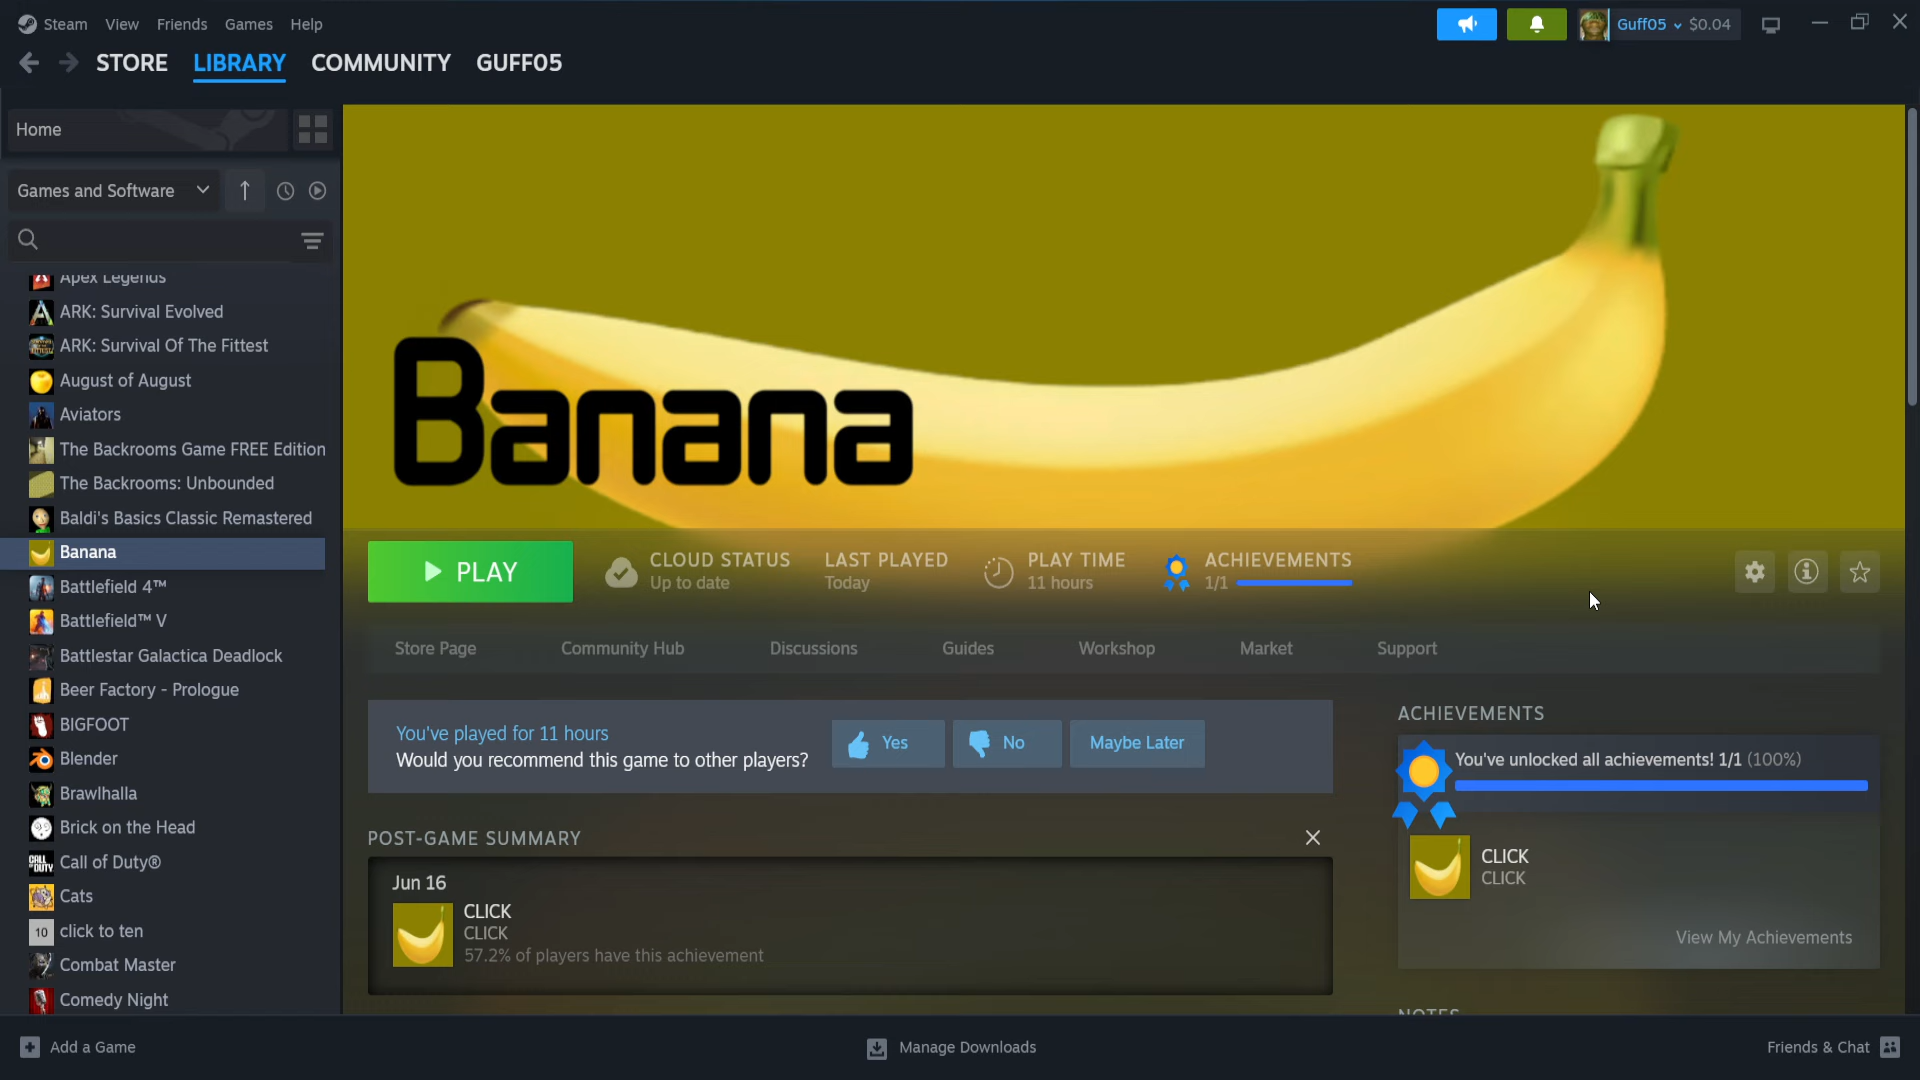 Steam View Friends Games Help
Guff05 $0.04
STORE LIBRARY COMMUNITY GUFF05
Home
Games and Software
Apex Legends
ARK: Survival Evolved
ARK: Survival Of The Fittest
August of August
Aviators
The Backrooms Game FREE Edition
The Backrooms: Unbounded
Baldi's Basics Classic Remastered
Banana
Battlefield 4™
Battlefield™ V
Battlestar Galactica Deadlock
Beer Factory - Prologue
BIGFOOT
Blender
Brawlhalla
Brick on the Head
CALL OF DUTY
Call of Duty®
Cats
10
click to ten
Combat Master
Comedy Night
Banana
PLAY
CLOUD STATUS
Up to date
LAST PLAYED
Today
PLAY TIME
11 hours
ACHIEVEMENTS
1/1
Store Page Community Hub Discussions Guides Workshop Market Support
You've played for 11 hours
Would you recommend this game to other players?
Yes No Maybe Later
POST-GAME SUMMARY
Jun 16
CLICK
CLICK
57.2% of players have this achievement
ACHIEVEMENTS
You've unlocked all achievements! 1/1 (100%)
CLICK
CLICK
View My Achievements
NOTES
Add a Game
Manage Downloads
Friends & Chat